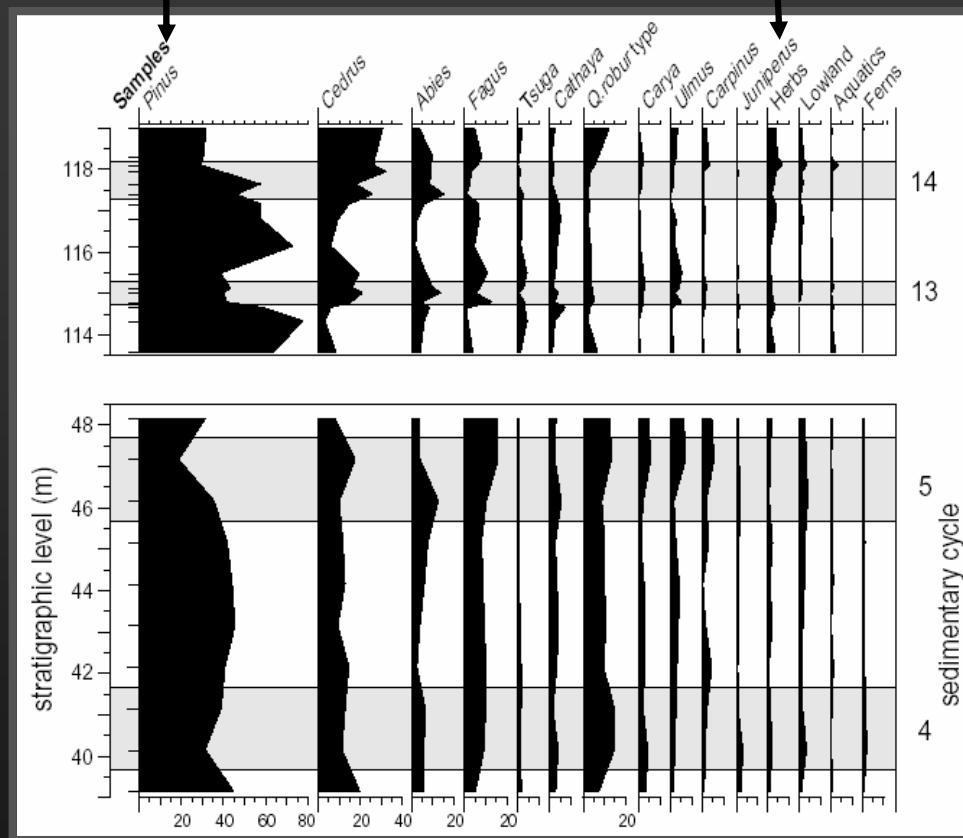 Samples
Pinus
Cedrus
Abies
Fagus
Tsuga
Cathaya
Q.robur type
Carya
Ulmus
Carpinus
Juniperus
Herbs
Lowland
Aquatics
Ferns
118
116
114
14
13
48
46
44
42
40
5
4
stratigraphic level (m)
sedimentary cycle
20 40 60 80 20 40 20 20 20